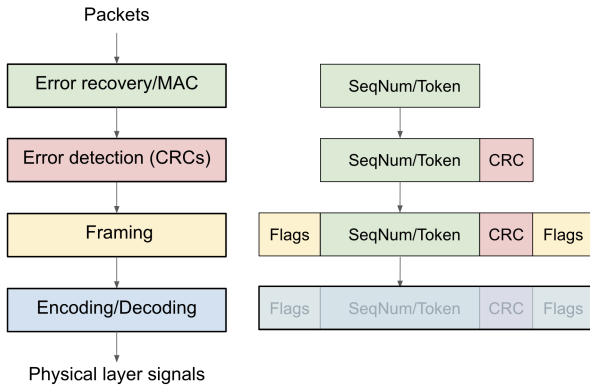 Packets
Error recovery/MAC
SeqNum/Token
Error detection (CRCs)
SeqNum/Token CRC
Framing
Flags SeqNum/Token CRC Flags
Encoding/Decoding
Flags SeqNum/Token CRC Flags
Physical layer signals